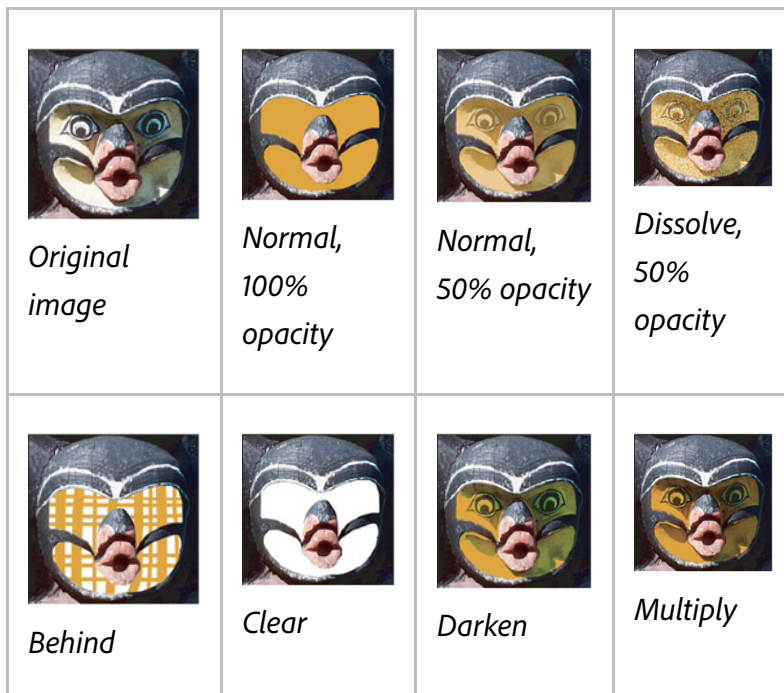 Original
image
Normal,
100%
opacity
Normal,
50% opacity
Dissolve,
50%
opacity
Behind
Clear
Darken
Multiply